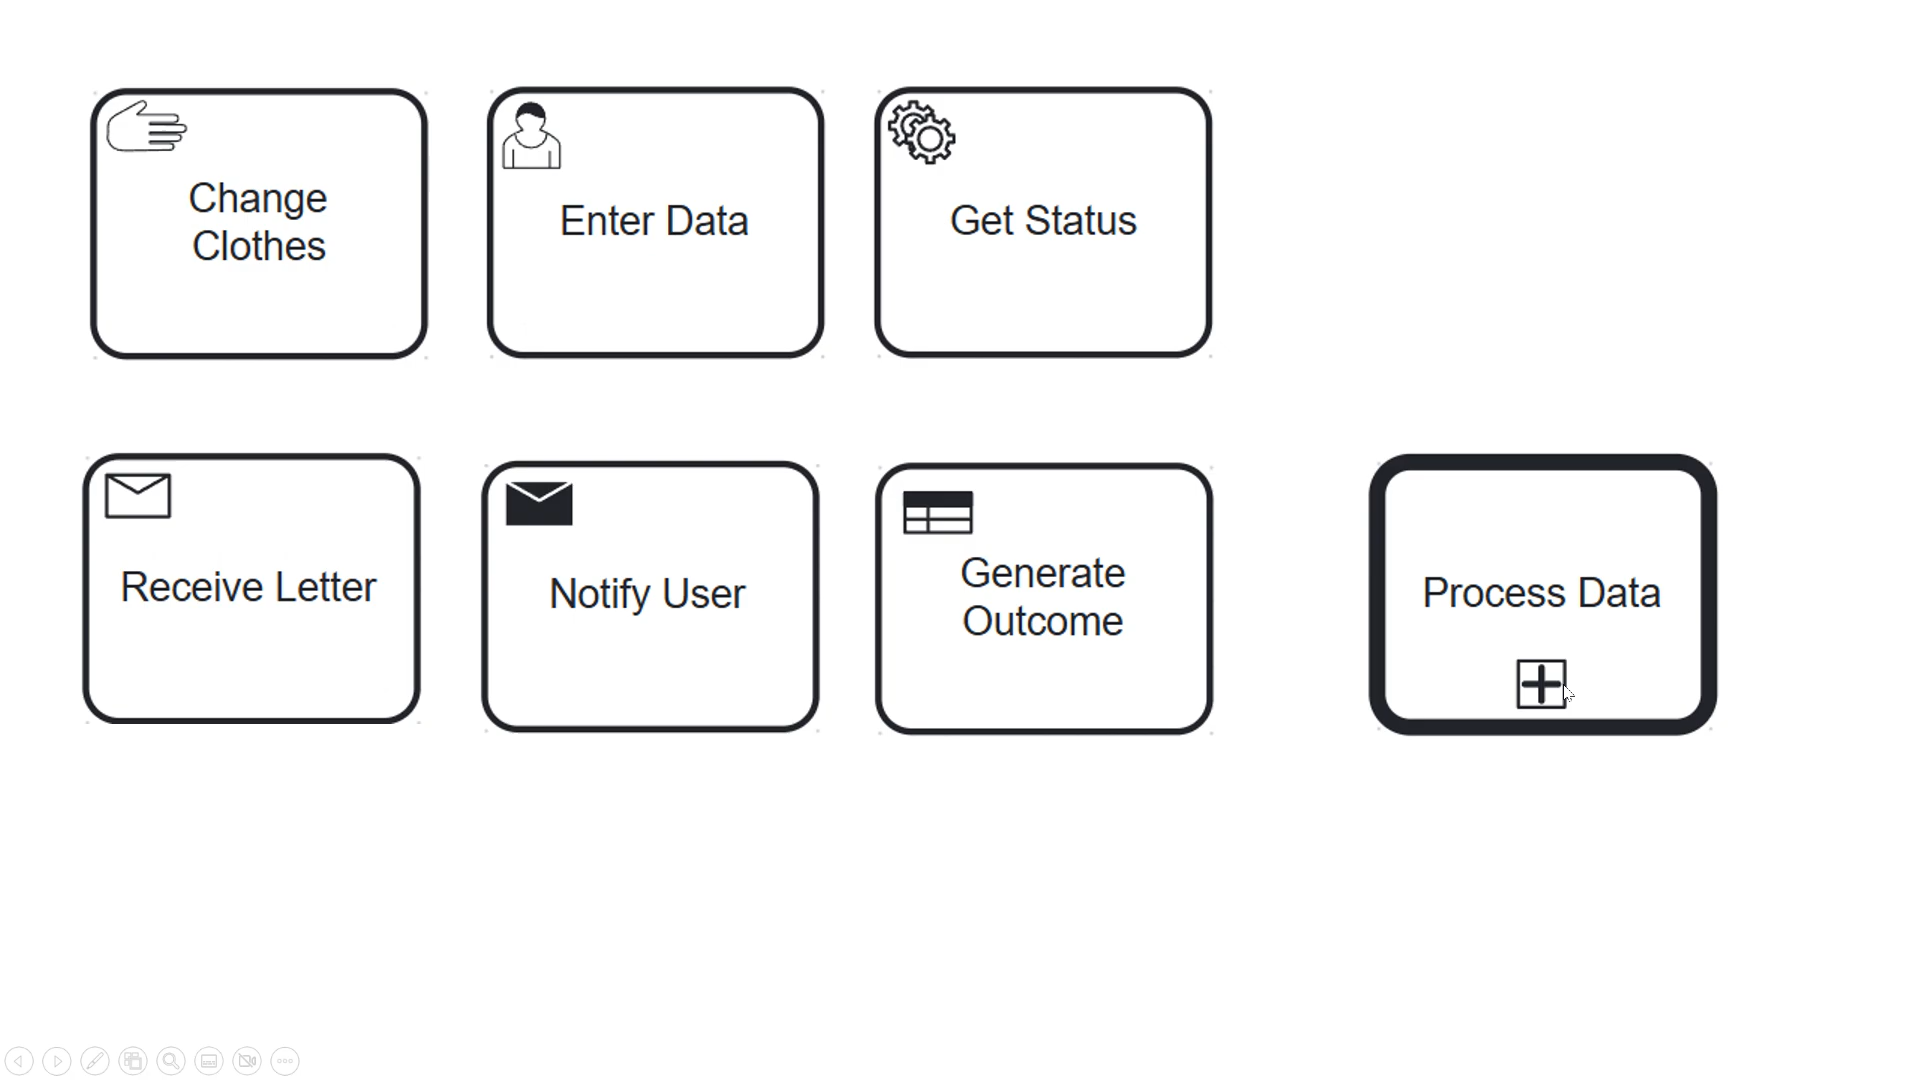 Change
Clothes
Enter Data
Get Status
Receive Letter
Notify User
Generate
Outcome
Process Data